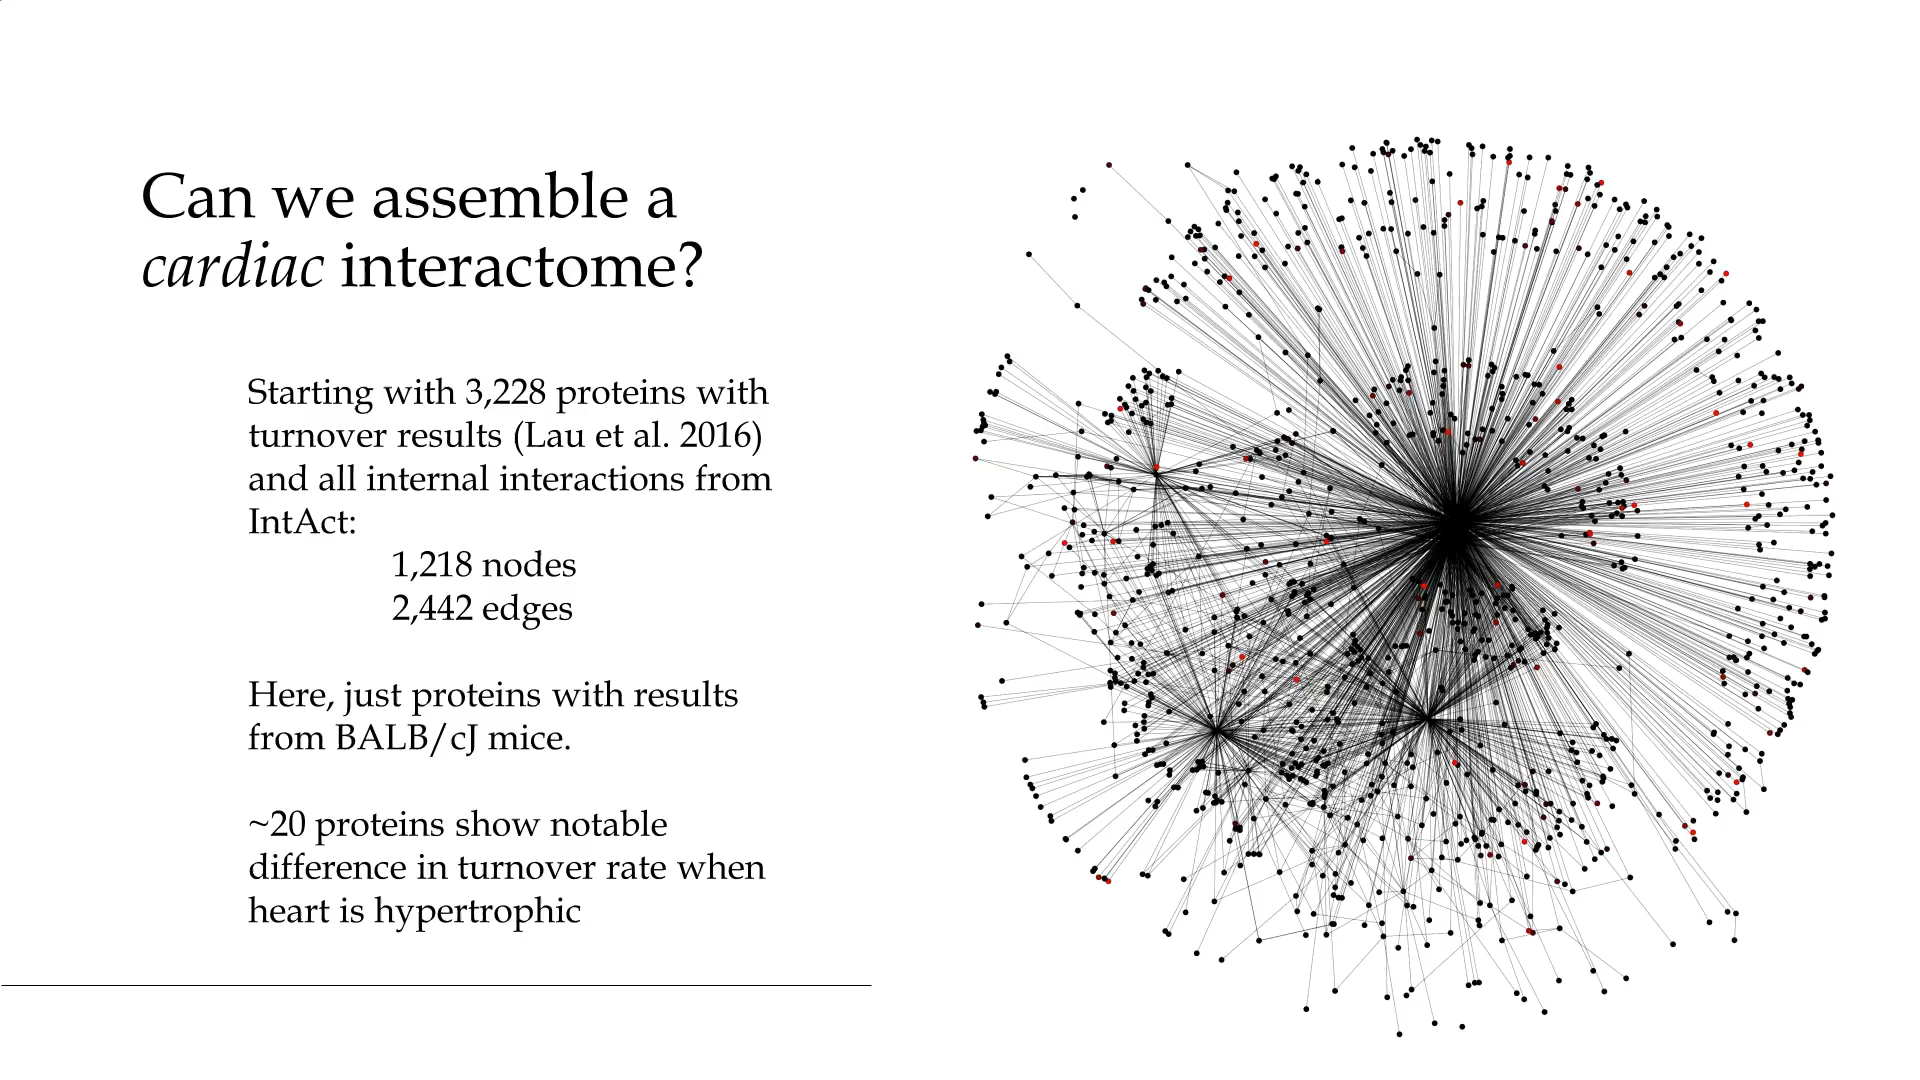 Can we assemble a
cardiac interactome?
Starting with 3,228 proteins with
turnover results (Lau et al. 2016)
and all internal interactions from
IntAct:
1,218 nodes
2,442 edges
Here, just proteins with results
from BALB/cJ mice.
~20 proteins show notable
difference in turnover rate when
heart is hypertrophic